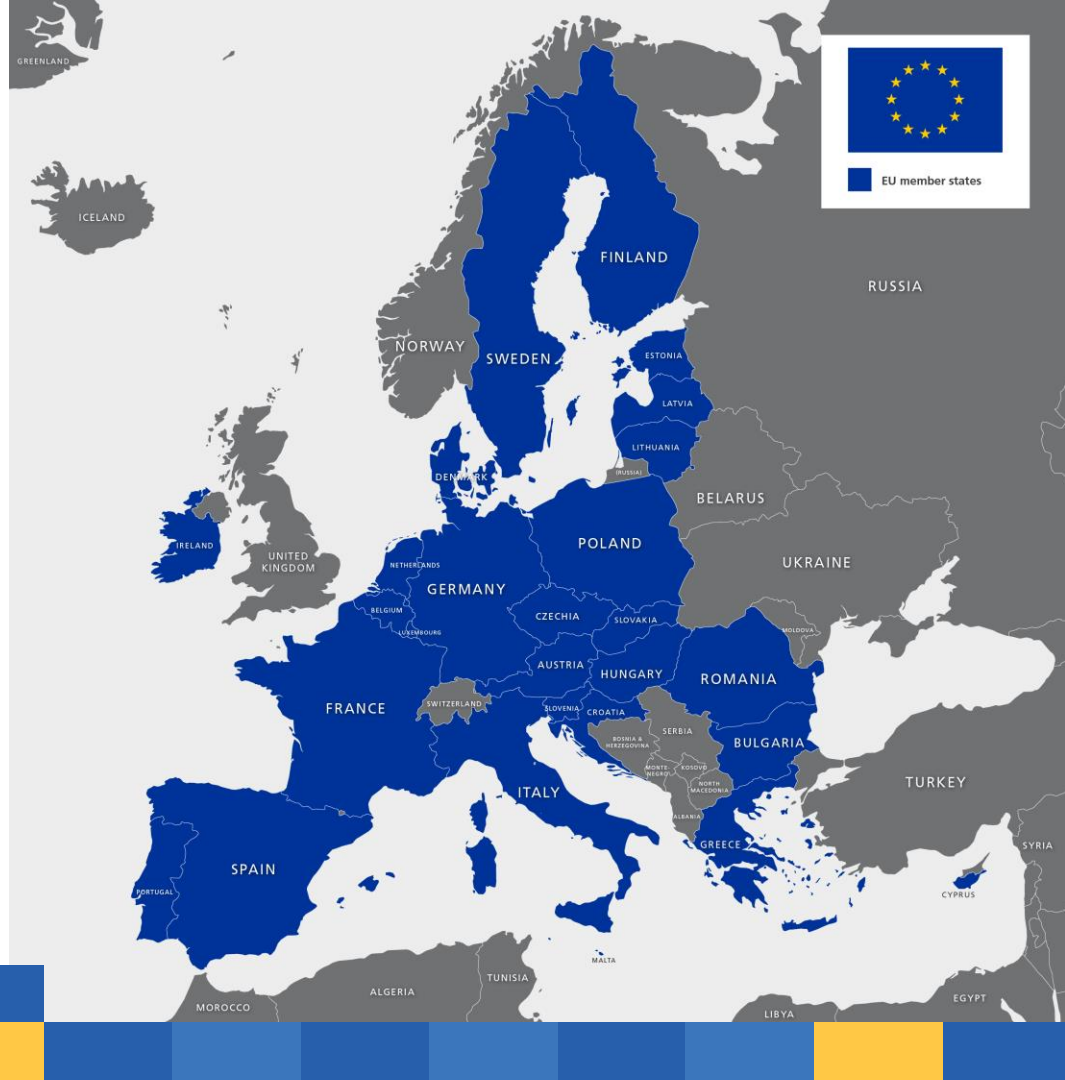 GREENLAND
EU member states
ICELAND
FINLAND
RUSSIA
NORWAY
SWEDEN
ESTONIA
LATVIA
LITHUANIA
(RUSSIA)
DENMARK
BELARUS
IRELAND
UNITED
KINGDOM
NETHERLANDS
POLAND
UKRAINE
GERMANY
BELGIUM
CZECHIA
SLOVAKIA
LUXEMBOURG
MOLDOVA
AUSTRIA
HUNGARY
ROMANIA
FRANCE
SWITZERLAND
SLOVENIA
CROATIA
SERBIA
BOSNIA &
HERZEGOVINA
BULGARIA
MONTE-
NEGRO
KOSOVO
NORTH
MACEDONIA
ITALY
TURKEY
ALBANIA
GREECE
SYRIA
SPAIN
PORTUGAL
CYPRUS
MALTA
TUNISIA
ALGERIA
MOROCCO
LIBYA
EGYPT